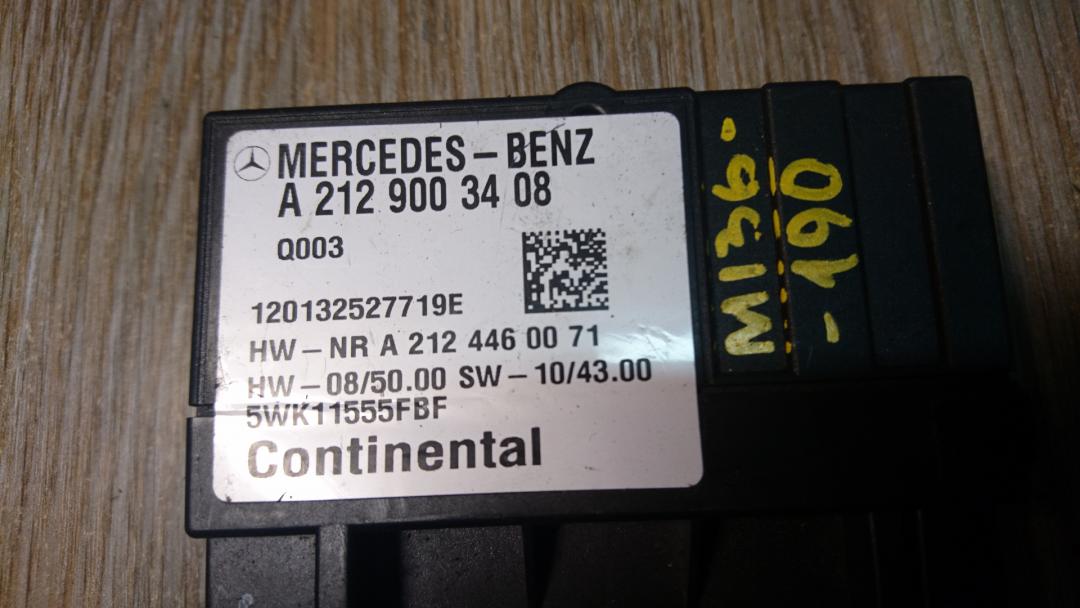 MERCEDES-BENZ
A 212 900 34 08
Q003
120132527719E
HW-NR A 212 446 00 71
HW-08/50.00 SW-10/43.00
5WK11555FBF
Continental
M136-
-190